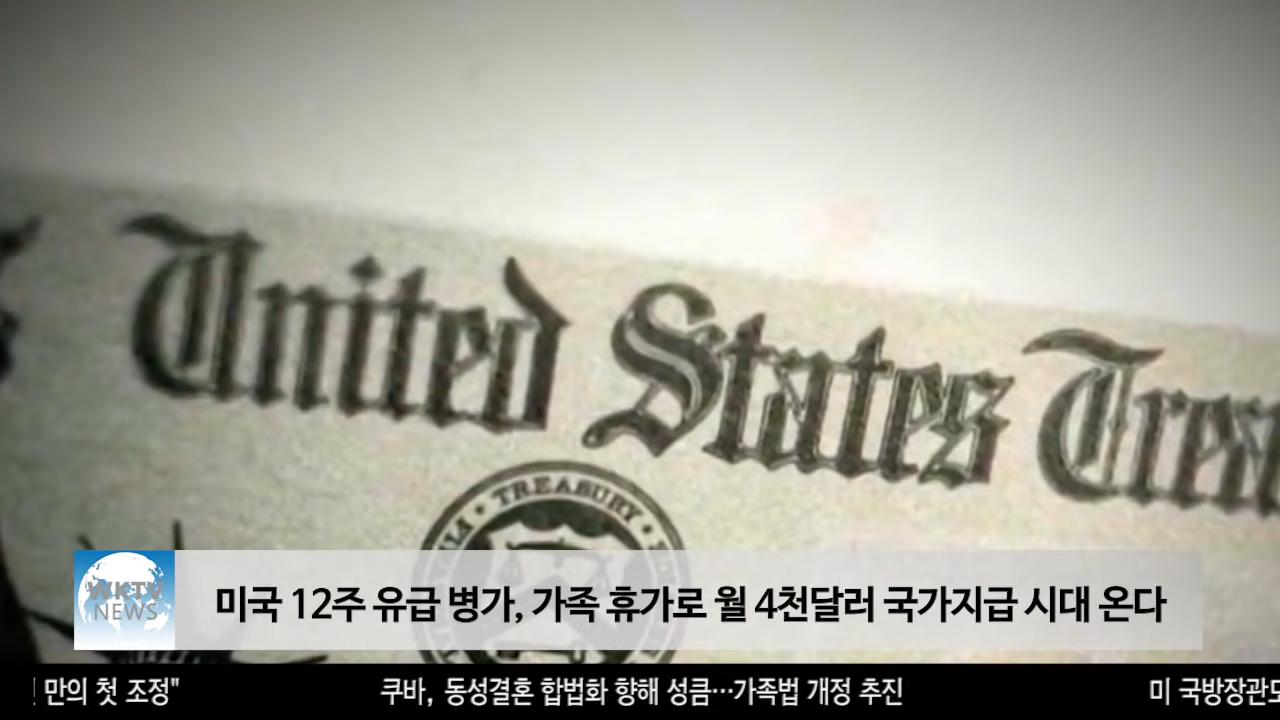 United States Trea
TREASURY
WKTV
NEWS
미국 12주 유급 병가, 가족 휴가로 월 4천달러 국가지급 시대 온다
만의 첫 조정"
쿠바, 동성결혼 합법화 향해 성큼…가족법 개정 추진
미 국방장관도